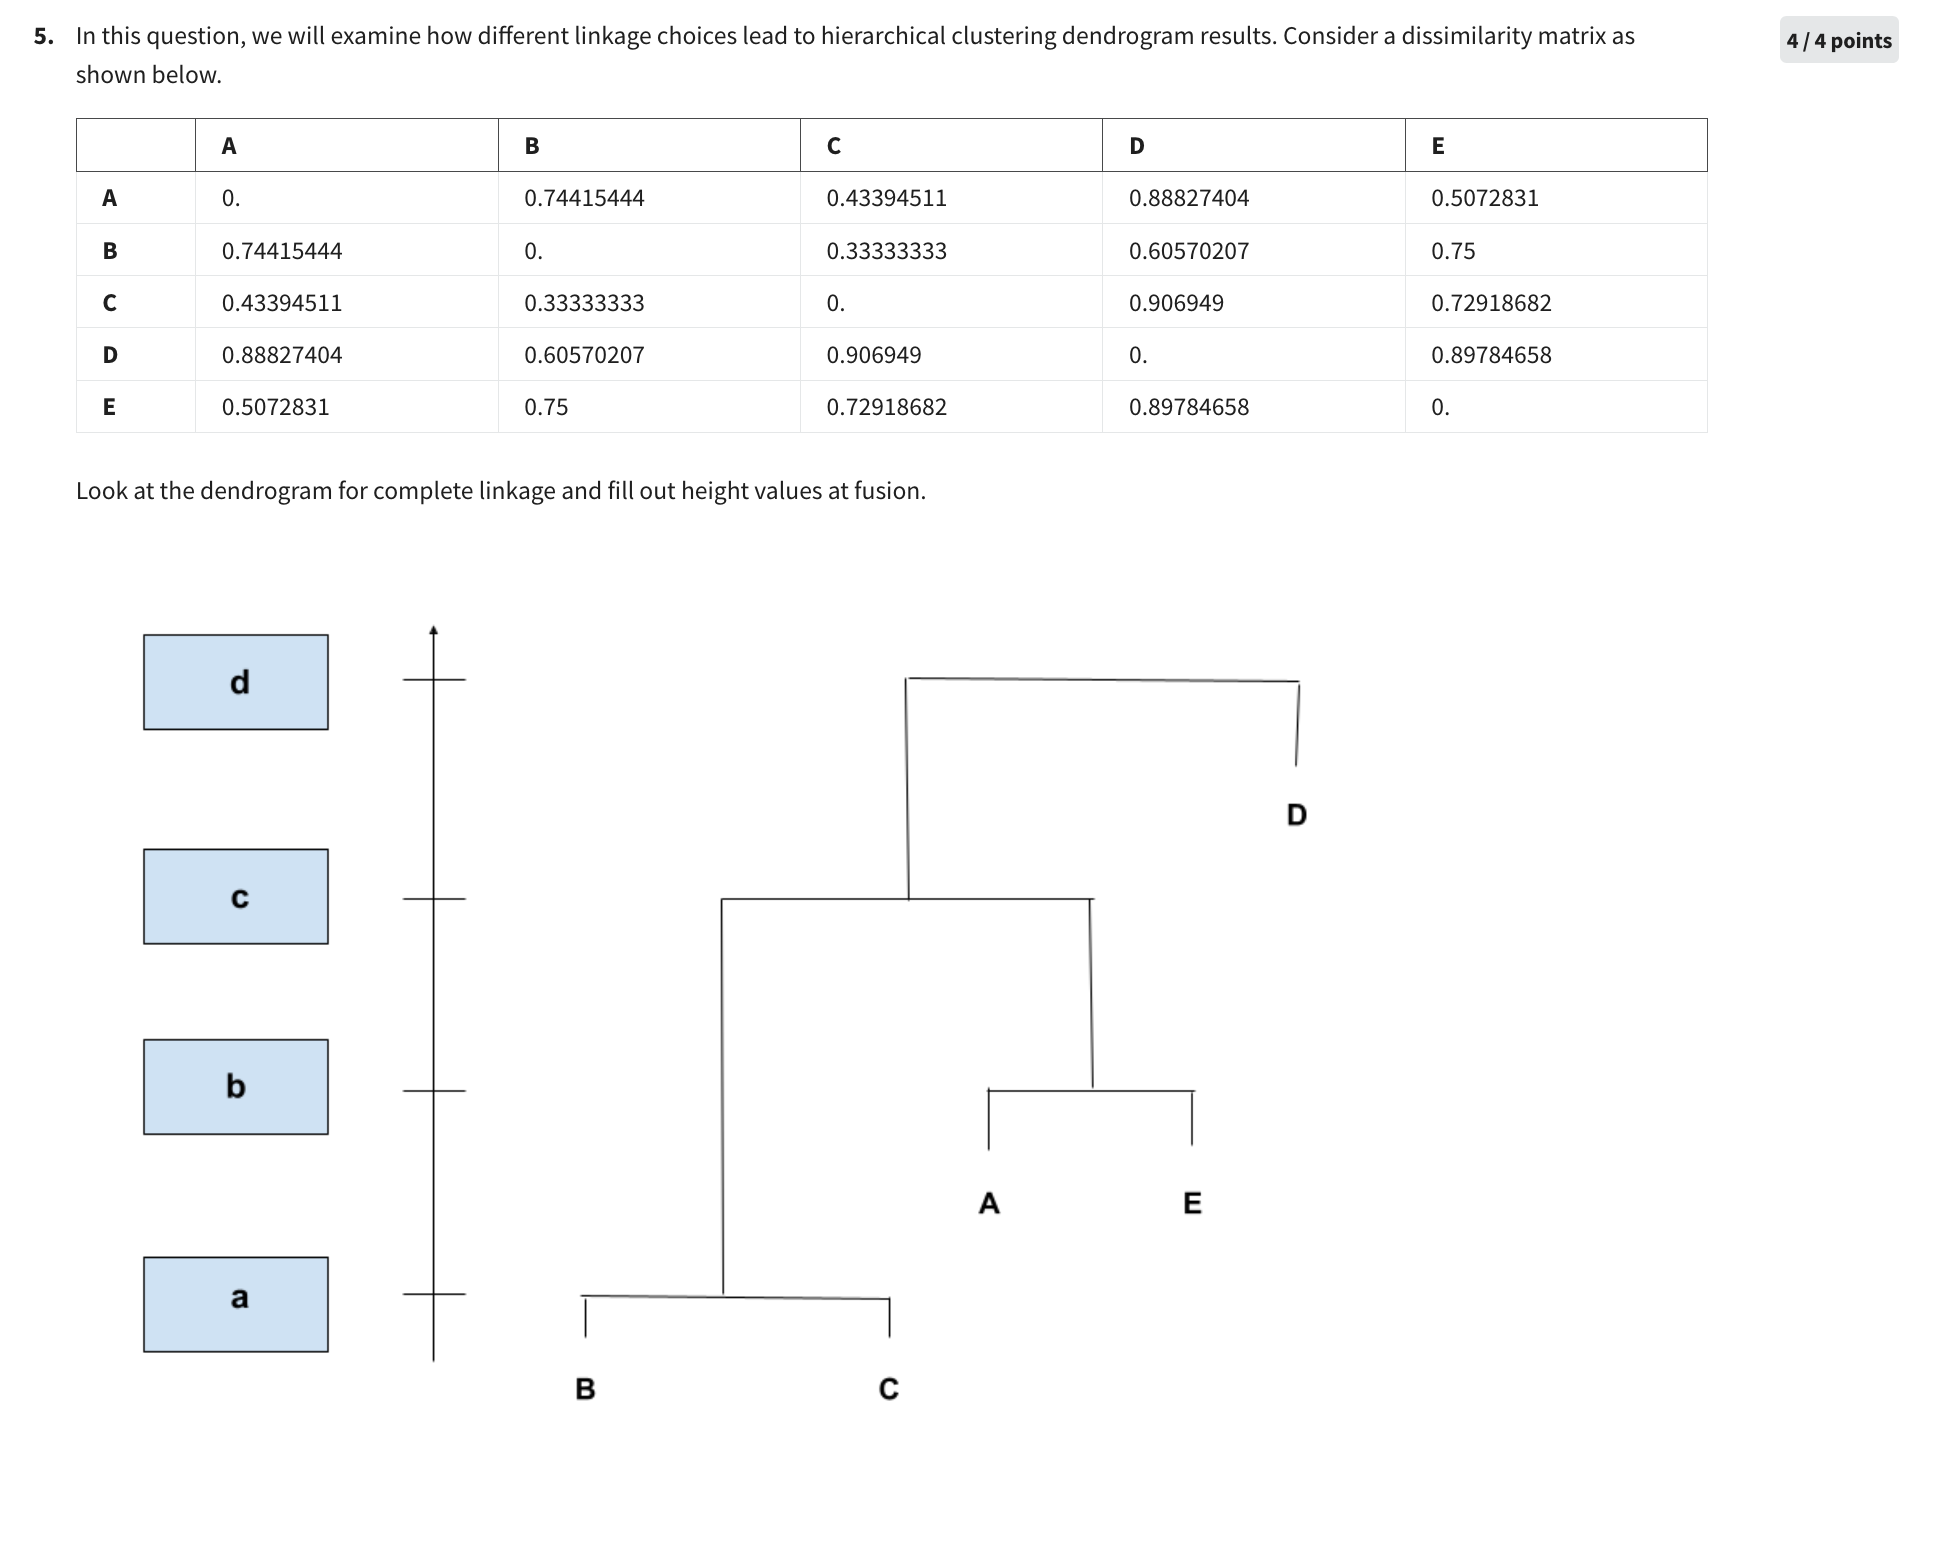 5. In this question, we will examine how different linkage choices lead to hierarchical clustering dendrogram results. Consider a dissimilarity matrix as
shown below.
4 / 4 points
A B C D E
A 0. 0.74415444 0.43394511 0.88827404 0.5072831
B 0.74415444 0. 0.33333333 0.60570207 0.75
C 0.43394511 0.33333333 0. 0.906949 0.72918682
D 0.88827404 0.60570207 0.906949 0. 0.89784658
E 0.5072831 0.75 0.72918682 0.89784658 0.
Look at the dendrogram for complete linkage and fill out height values at fusion.
d
D
c
b
A E
a
B C